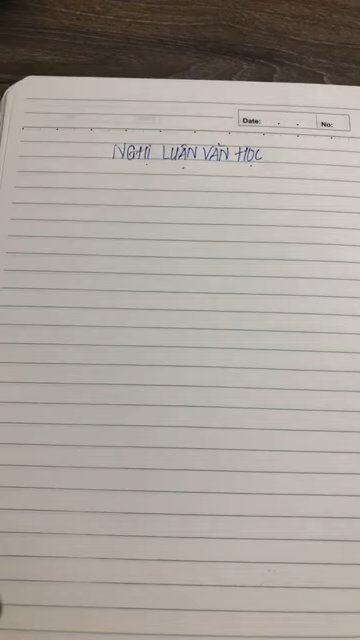 Date: . . No:
NGHỊ LUẬN VĂN HỌC